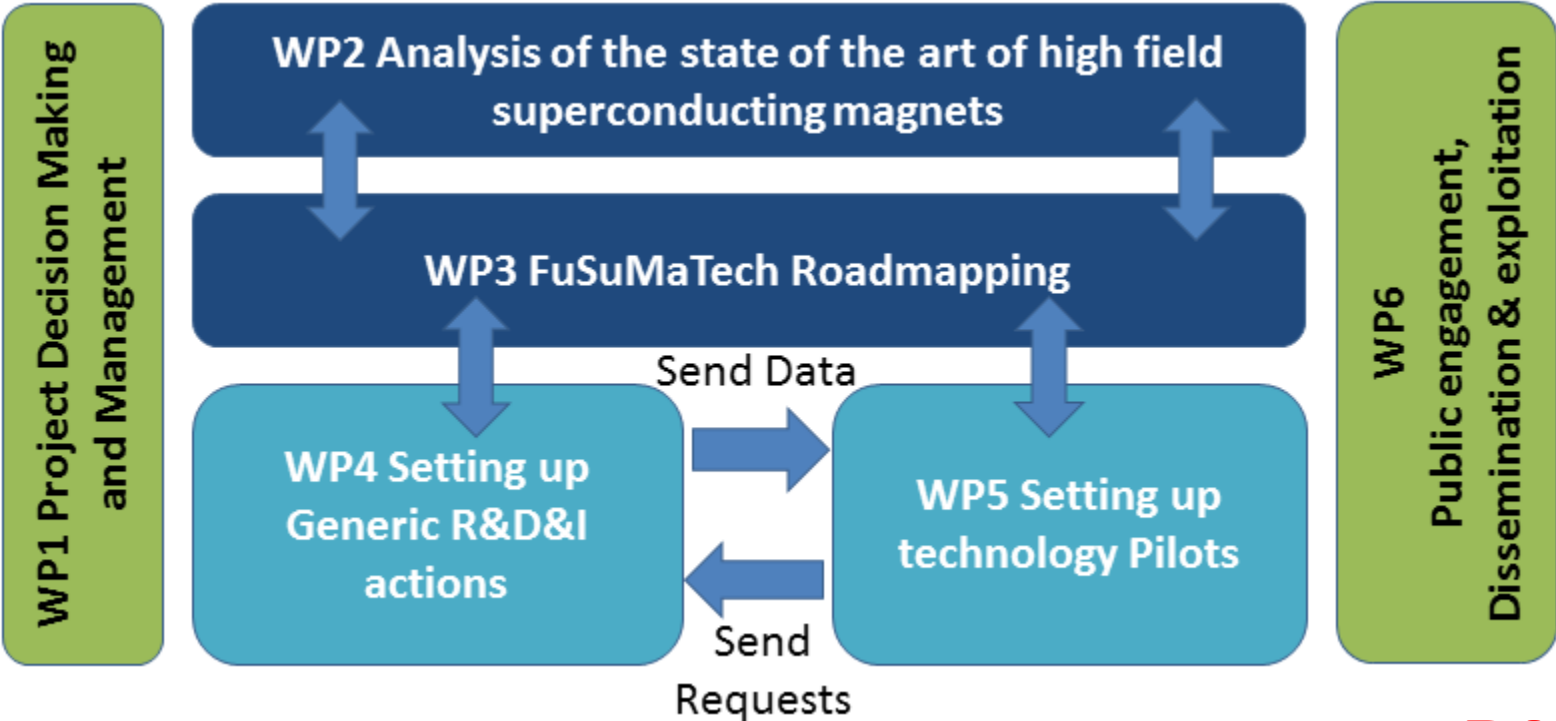 WP1 Project Decision Making
and Management
WP2 Analysis of the state of the art of high field
superconducting magnets
WP3 FuSuMaTech Roadmapping
Send Data
WP4 Setting up
Generic R&D&I
actions
WP5 Setting up
technology Pilots
Send
Requests
WP6
Public engagement,
Dissemination & exploitation